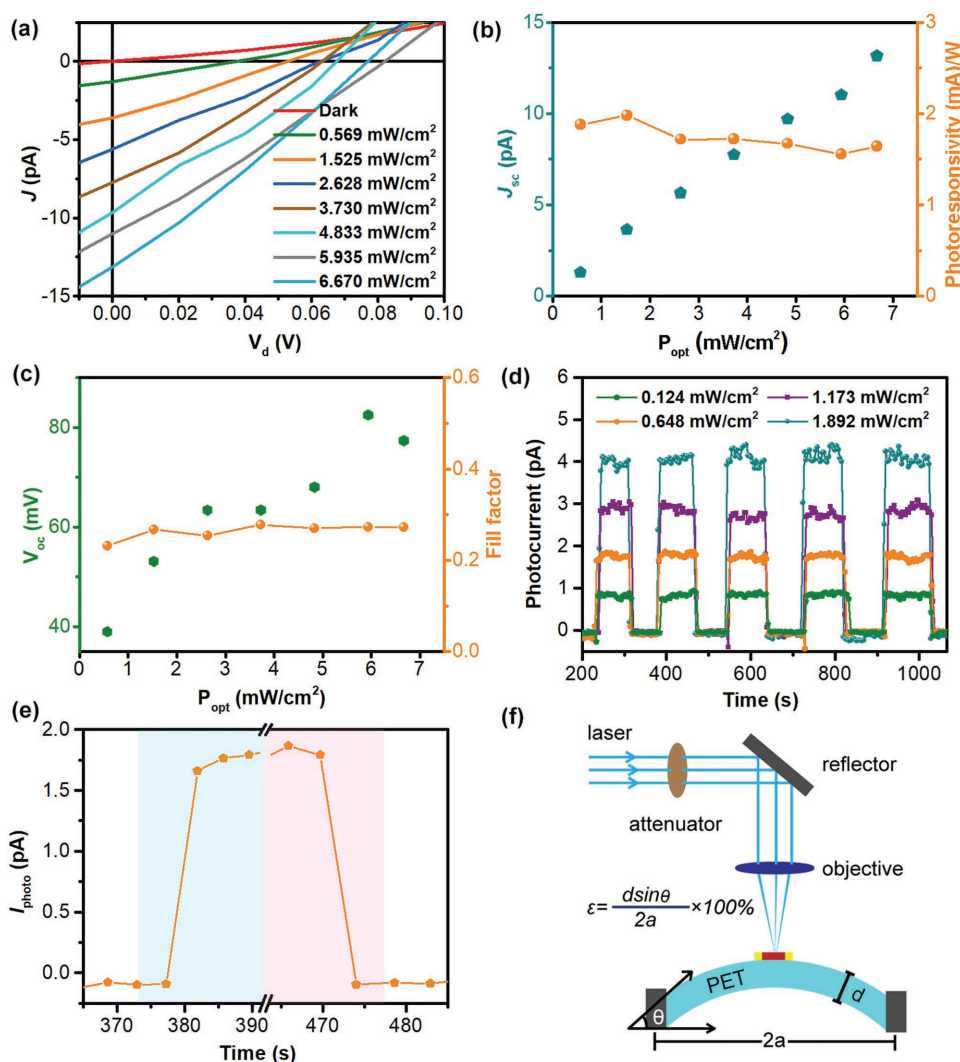 (a)
5
0
-5
-10
-15
J (pA)
Dark
0.569 mW/cm²
1.525 mW/cm²
2.628 mW/cm²
3.730 mW/cm²
4.833 mW/cm²
5.935 mW/cm²
6.670 mW/cm²
0.00 0.02 0.04 0.06 0.08 0.10
V_d (V)
(b)
15
10
5
0
J_sc (pA)
3
2
1
0
Photoresponsivity (mA)/W
0 1 2 3 4 5 6 7
P_opt (mW/cm²)
(c)
80
60
40
V_oc (mV)
0.6
0.4
0.2
0.0
Fill factor
0 1 2 3 4 5 6 7
P_opt (mW/cm²)
(d)
6
5
4
3
2
1
0
Photocurrent (pA)
0.124 mW/cm² 1.173 mW/cm²
0.648 mW/cm² 1.892 mW/cm²
200 400 600 800 1000
Time (s)
(e)
2.0
1.5
1.0
0.5
0.0
I_photo (pA)
370 380 390 470 480
Time (s)
(f)
laser
reflector
attenuator
objective
ε=dsinθ/2a ×100%
PET
d
θ
2a